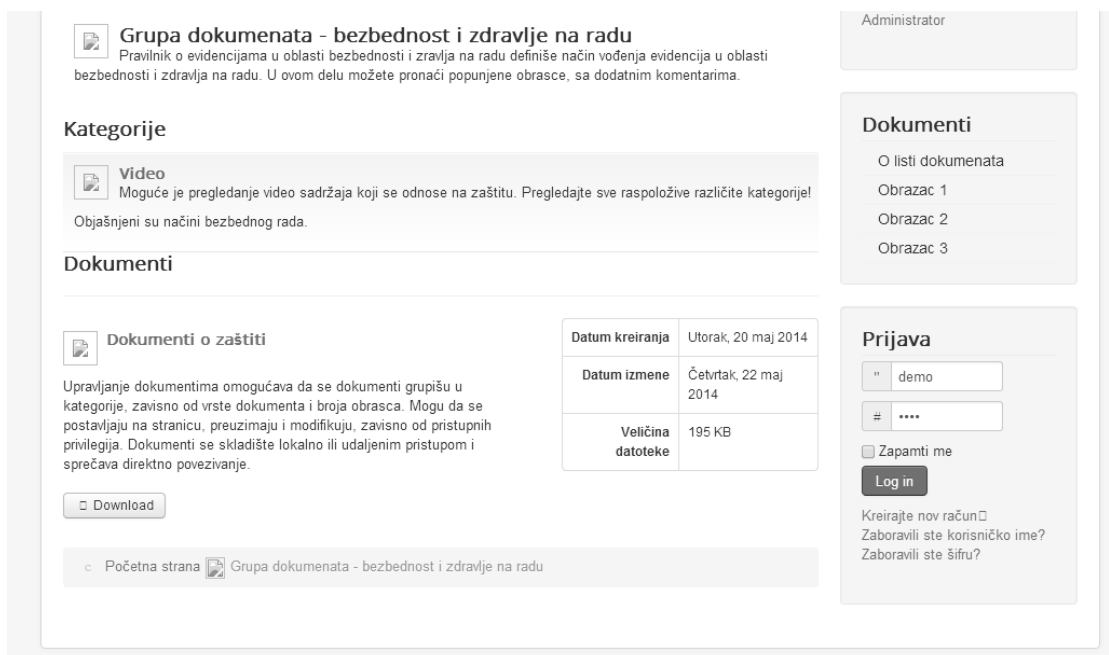 Grupa dokumenata - bezbednost i zdravlje na radu
Pravilnik o evidencijama u oblasti bezbednosti i zravlja na radu definiše način vođenja evidencija u oblasti
bezbednosti i zdravlja na radu. U ovom delu možete pronaći popunjene obrasce, sa dodatnim komentarima.
Kategorije
Video
Moguće je pregledanje video sadržaja koji se odnose na zaštitu. Pregledajte sve raspoložive različite kategorije!
Objašnjeni su načini bezbednog rada.
Dokumenti
Dokumenti o zaštiti
Upravljanje dokumentima omogućava da se dokumenti grupišu u
kategorije, zavisno od vrste dokumenta i broja obrasca. Mogu da se
postavljaju na stranicu, preuzimaju i modifikuju, zavisno od pristupnih
privilegija. Dokumenti se skladište lokalno ili udaljenim pristupom i
sprečava direktno povezivanje.
Download
Datum kreiranja Utorak, 20 maj 2014
Datum izmene Četvrtak, 22 maj
2014
Veličina 195 KB
datoteke
c Početna strana Grupa dokumenata - bezbednost i zdravlje na radu
Administrator
Dokumenti
O listi dokumenata
Obrazac 1
Obrazac 2
Obrazac 3
Prijava
" demo
# ••••
Zapamti me
Log in
Kreirajte nov račun
Zaboravili ste korisničko ime?
Zaboravili ste šifru?